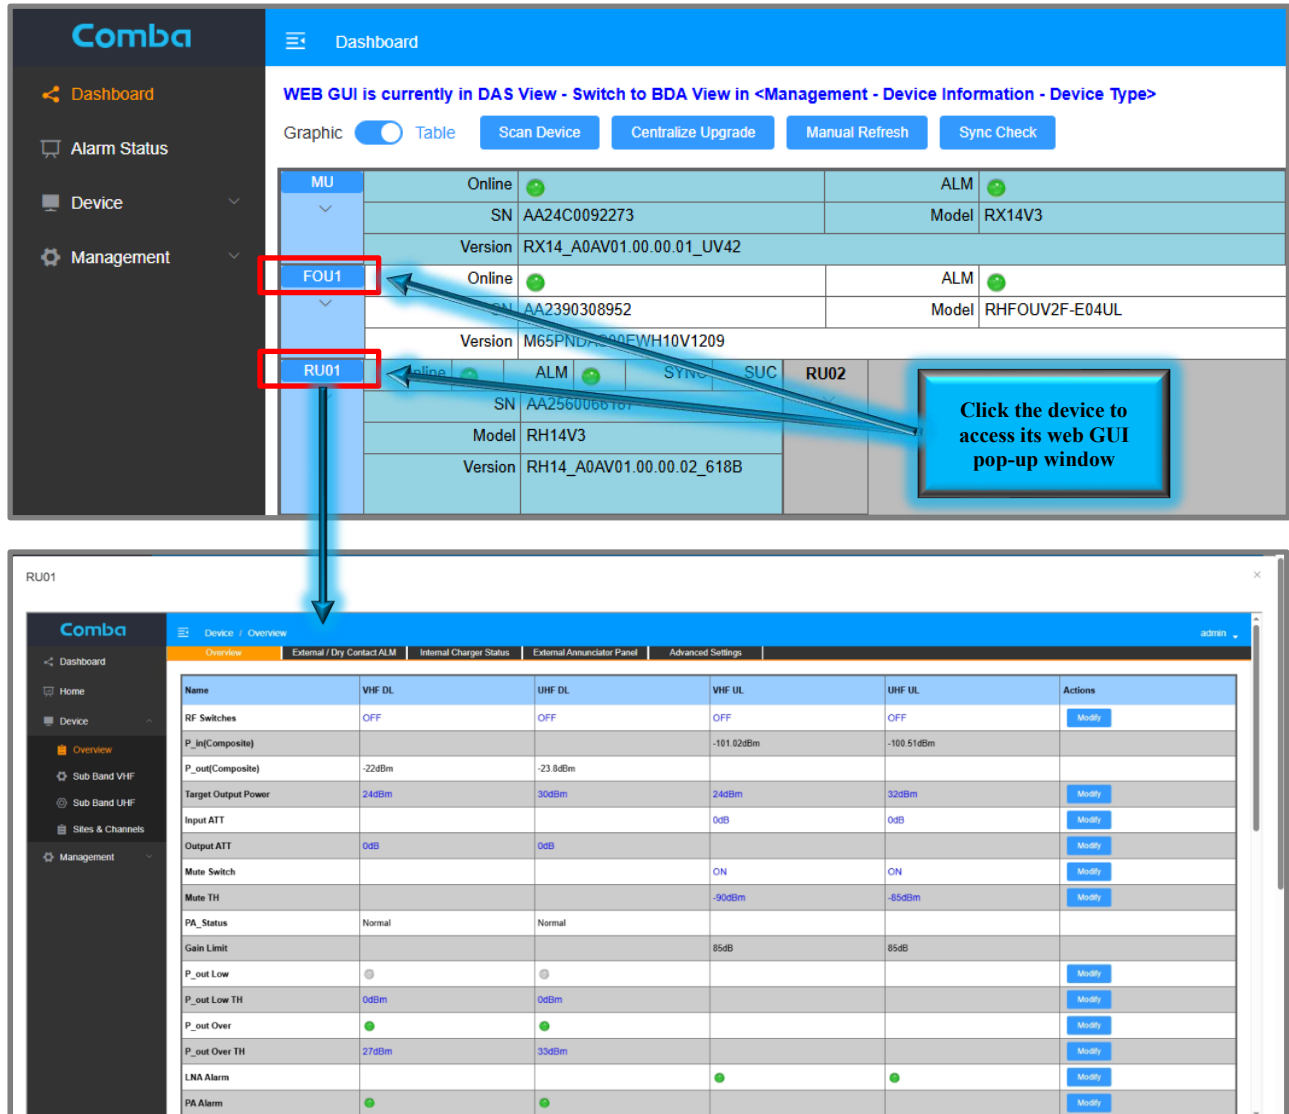 Comba
Dashboard
Dashboard
Alarm Status
Device
Management
WEB GUI is currently in DAS View - Switch to BDA View in <Management - Device Information - Device Type>
Graphic Table Scan Device Centralize Upgrade Manual Refresh Sync Check
MU Online ALM
SN AA24C0092273 Model RX14V3
Version RX14_A0AV01.00.00.01_UV42
FOU1 Online ALM
SN AA2390308952 Model RHFOUV2F-E04UL
Version
RU01 Online ALM SYNC SUC RU02
SN
Model RH14V3
Version RH14_A0AV01.00.00.02_618B
Click the device to
access its web GUI
pop-up window
RU01 ×
Comba
Device / Overview admin
Overview External / Dry Contact ALM Internal Charger Status External Annunciator Panel Advanced Settings
Dashboard
Home
Device
Overview
Sub Band VHF
Sub Band UHF
Sites & Channels
Management
Name VHF DL UHF DL VHF UL UHF UL Actions
RF Switches OFF OFF OFF OFF Modify
P_in(Composite) -101.02dBm -100.51dBm
P_out(Composite) -22dBm -23.8dBm
Target Output Power 24dBm 30dBm 24dBm 32dBm Modify
Input ATT 0dB 0dB Modify
Output ATT 0dB 0dB Modify
Mute Switch ON ON Modify
Mute TH -90dBm -85dBm Modify
PA_Status Normal Normal
Gain Limit 85dB 85dB
P_out Low Modify
P_out Low TH 0dBm 0dBm Modify
P_out Over Modify
P_out Over TH 27dBm 33dBm Modify
LNA Alarm Modify
PA Alarm Modify